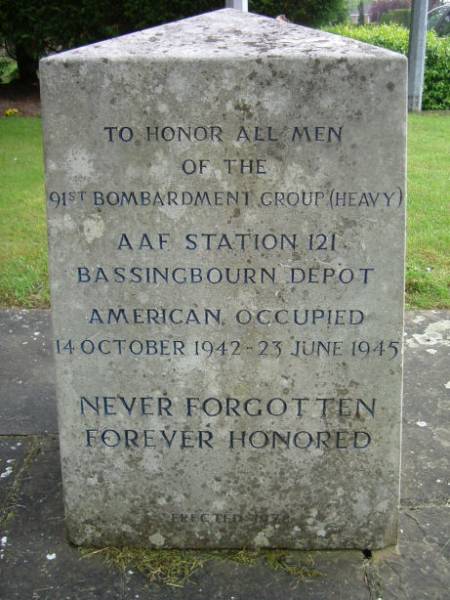 TO HONOR ALL MEN
OF THE
91ST BOMBARDMENT GROUP (HEAVY)
AAF STATION 121
BASSINGBOURN DEPOT
AMERICAN OCCUPIED
14 OCTOBER 1942 - 23 JUNE 1945
NEVER FORGOTTEN
FOREVER HONORED
ERECTED